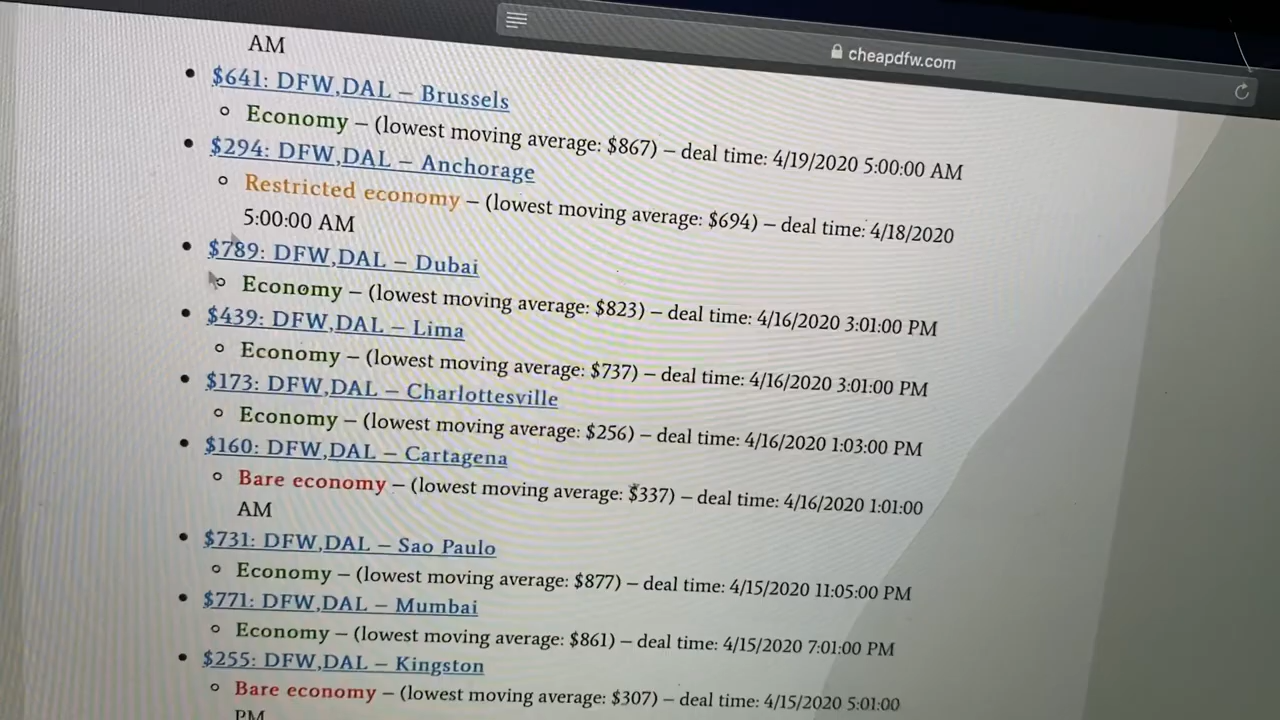 cheapdfw.com
AM
$641: DFW,DAL – Brussels
Economy – (lowest moving average: $867) – deal time: 4/19/2020 5:00:00 AM
$294: DFW,DAL – Anchorage
Restricted economy – (lowest moving average: $694) – deal time: 4/18/2020
5:00:00 AM
$789: DFW,DAL – Dubai
Economy – (lowest moving average: $823) – deal time: 4/16/2020 3:01:00 PM
$439: DFW,DAL – Lima
Economy – (lowest moving average: $737) – deal time: 4/16/2020 3:01:00 PM
$173: DFW,DAL – Charlottesville
Economy – (lowest moving average: $256) – deal time: 4/16/2020 1:03:00 PM
$160: DFW,DAL – Cartagena
Bare economy – (lowest moving average: $337) – deal time: 4/16/2020 1:01:00
AM
$731: DFW,DAL – Sao Paulo
Economy – (lowest moving average: $877) – deal time: 4/15/2020 11:05:00 PM
$771: DFW,DAL – Mumbai
Economy – (lowest moving average: $861) – deal time: 4/15/2020 7:01:00 PM
$255: DFW,DAL – Kingston
Bare economy – (lowest moving average: $307) – deal time: 4/15/2020 5:01:00
PM